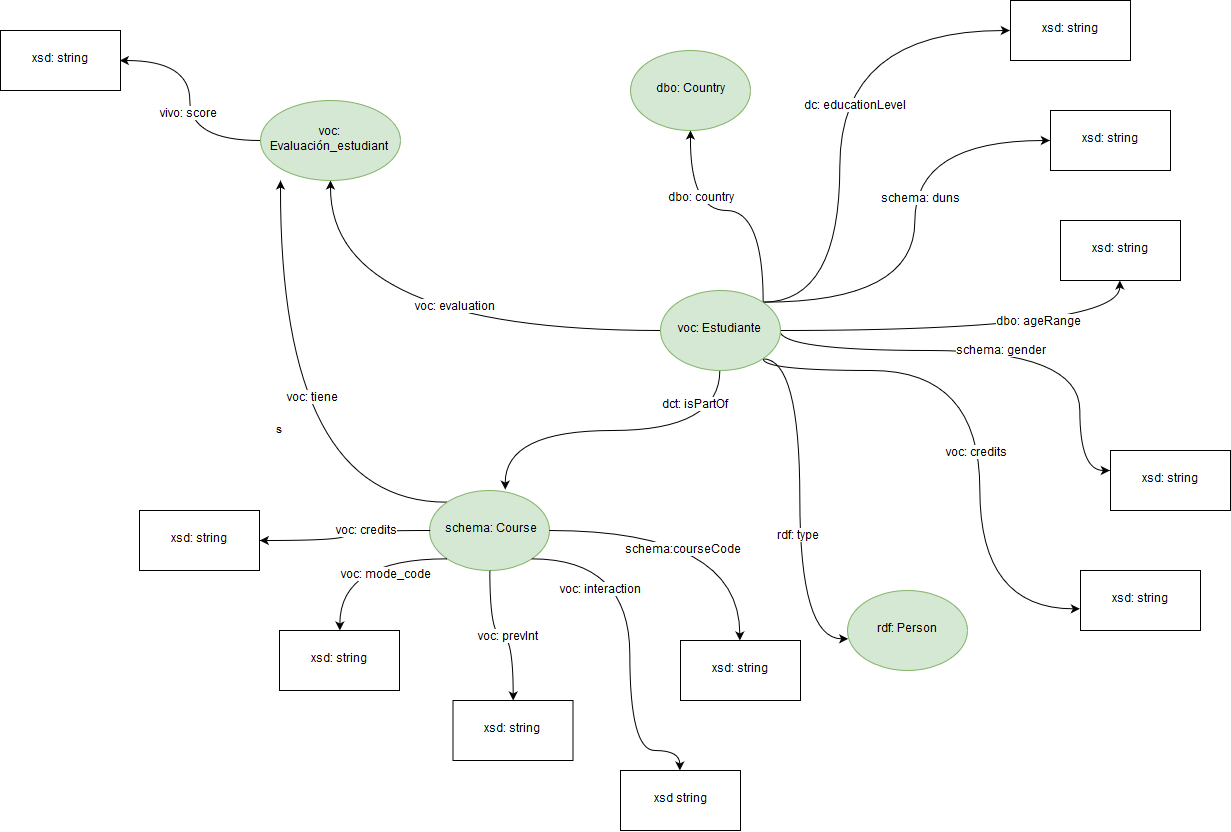 xsd: string
dc: educationLevel
xsd: string
dbo: Country
vivo: score
voc:
Evaluación_estudiant
xsd: string
dbo: country
schema: duns
xsd: string
voc: evaluation
dbo: ageRange
voc: Estudiante
schema: gender
voc: tiene
dct: isPartOf
s
voc: credits
xsd: string
schema: Course
voc: credits
xsd: string
rdf: type
schema:courseCode
voc: mode_code
voc: interaction
xsd: string
rdf: Person
voc: prevInt
xsd: string
xsd: string
xsd: string
xsd string